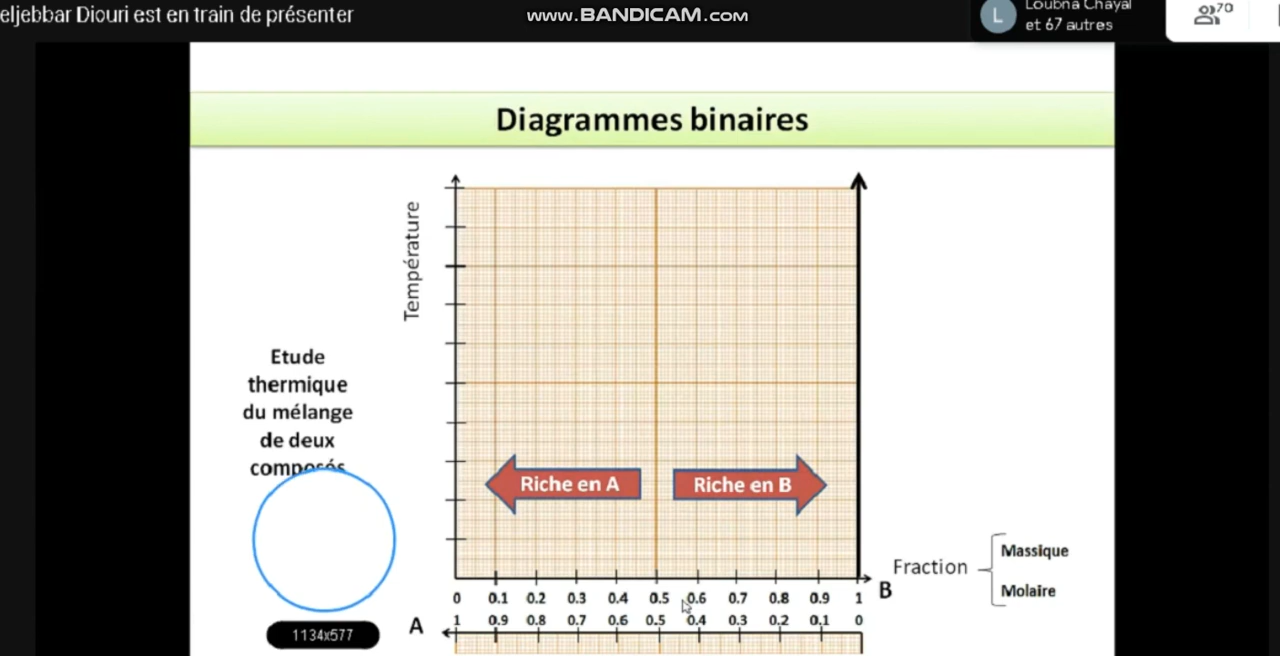 eljebbar Diouri est en train de présenter
www.BANDICAM.com
L
Loubna Chayal
et 67 autres
70
Diagrammes binaires
Température
Etude
thermique
du mélange
de deux
composés
Riche en A
Riche en B
Fraction
Massique
Molaire
0 0.1 0.2 0.3 0.4 0.5 0.6 0.7 0.8 0.9 1 B
A 1 0.9 0.8 0.7 0.6 0.5 0.4 0.3 0.2 0.1 0
1134x577